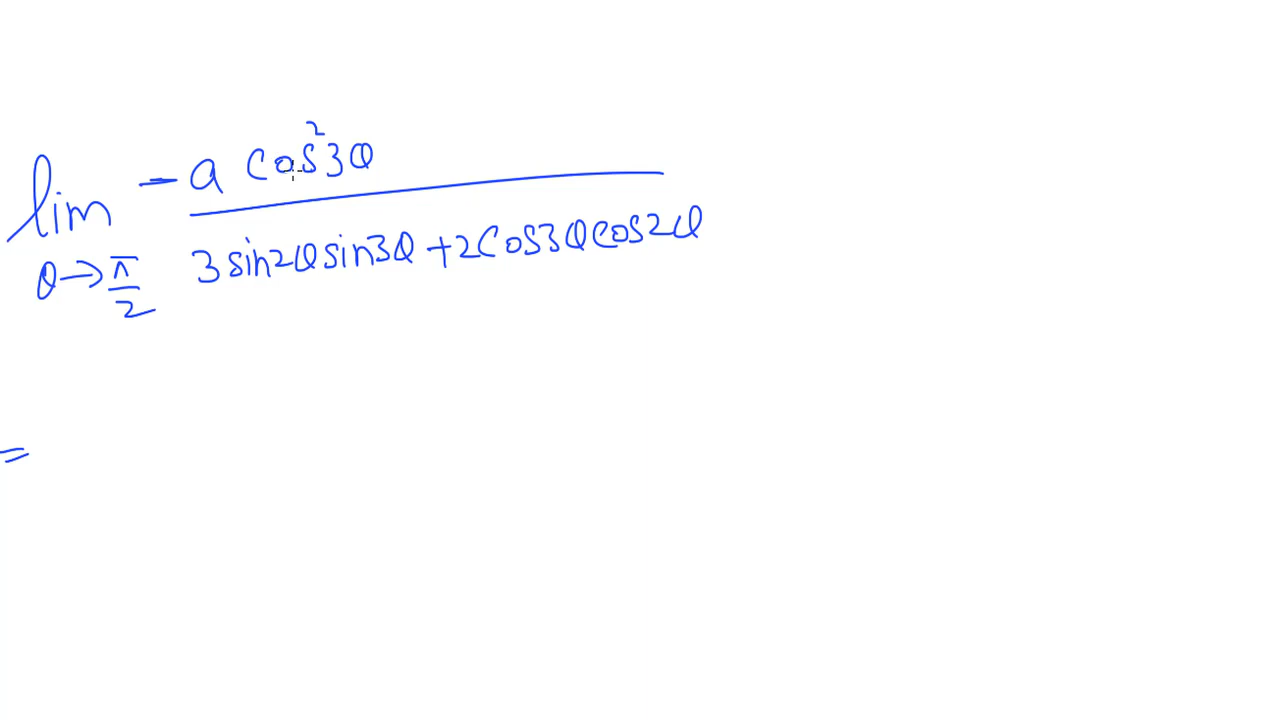 lim θ→π/2 − a cos²3θ / (3 sin2θ sin3θ + 2 cos3θ cos2θ)
=